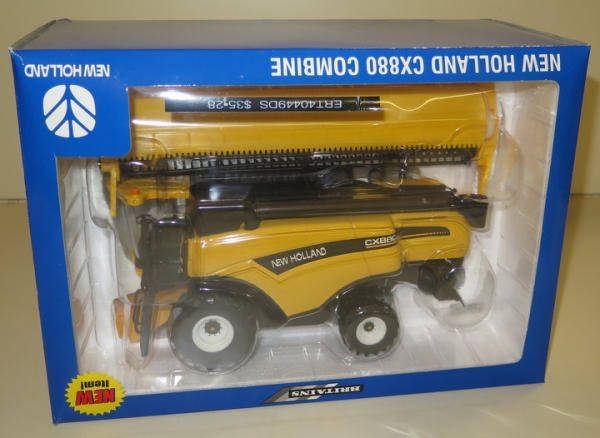 NEW HOLLAND CX880 COMBINE
NEW HOLLAND
ERT40449DS $35.28
CX880
NEW HOLLAND
NEW
Item!
BRITAINS